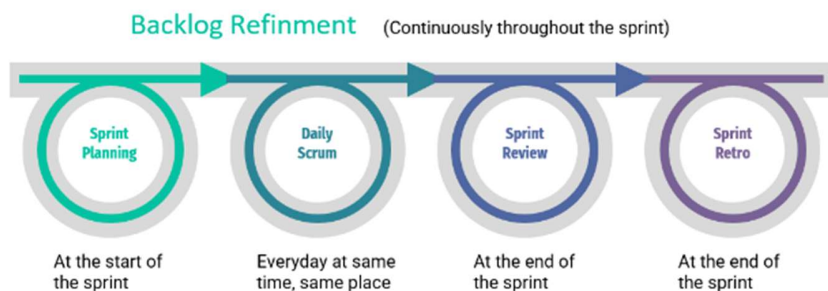 Backlog Refinment (Continuously throughout the sprint)
Sprint
Planning
Daily
Scrum
Sprint
Review
Sprint
Retro
At the start of
the sprint
Everyday at same
time, same place
At the end of
the sprint
At the end of
the sprint